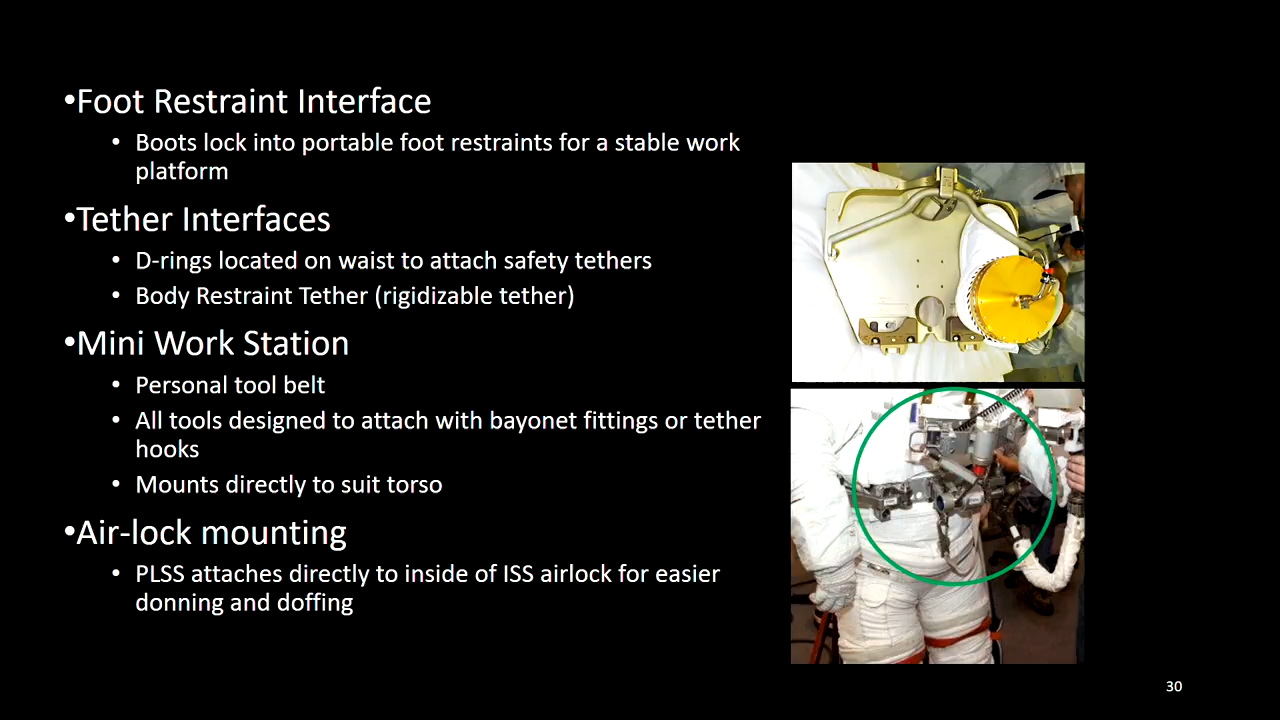 •Foot Restraint Interface
• Boots lock into portable foot restraints for a stable work
platform
•Tether Interfaces
• D-rings located on waist to attach safety tethers
• Body Restraint Tether (rigidizable tether)
•Mini Work Station
• Personal tool belt
• All tools designed to attach with bayonet fittings or tether
hooks
• Mounts directly to suit torso
•Air-lock mounting
• PLSS attaches directly to inside of ISS airlock for easier
donning and doffing
30